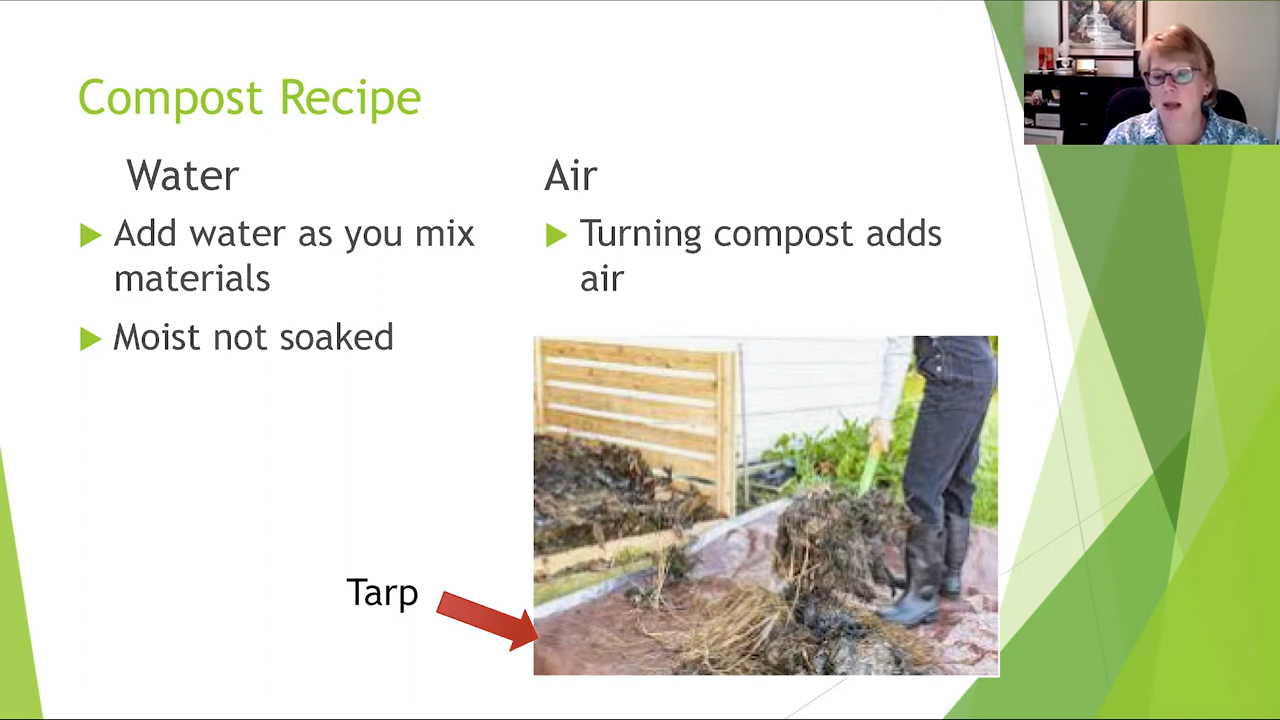 Compost Recipe
Water
Add water as you mix
materials
Moist not soaked
Air
Turning compost adds
air
Tarp